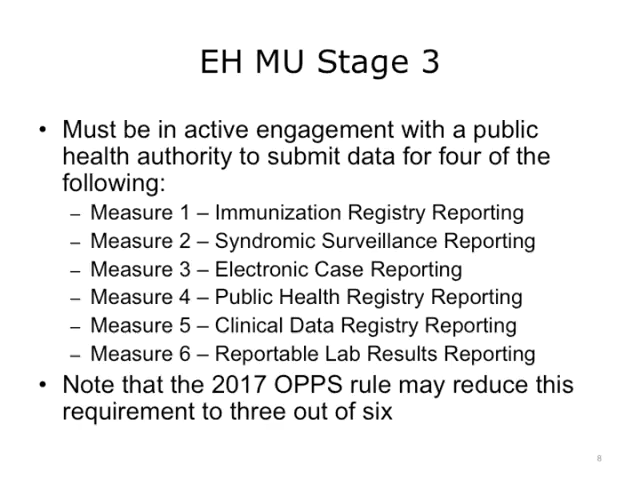 EH MU Stage 3
• Must be in active engagement with a public
health authority to submit data for four of the
following:
– Measure 1 – Immunization Registry Reporting
– Measure 2 – Syndromic Surveillance Reporting
– Measure 3 – Electronic Case Reporting
– Measure 4 – Public Health Registry Reporting
– Measure 5 – Clinical Data Registry Reporting
– Measure 6 – Reportable Lab Results Reporting
• Note that the 2017 OPPS rule may reduce this
requirement to three out of six
8